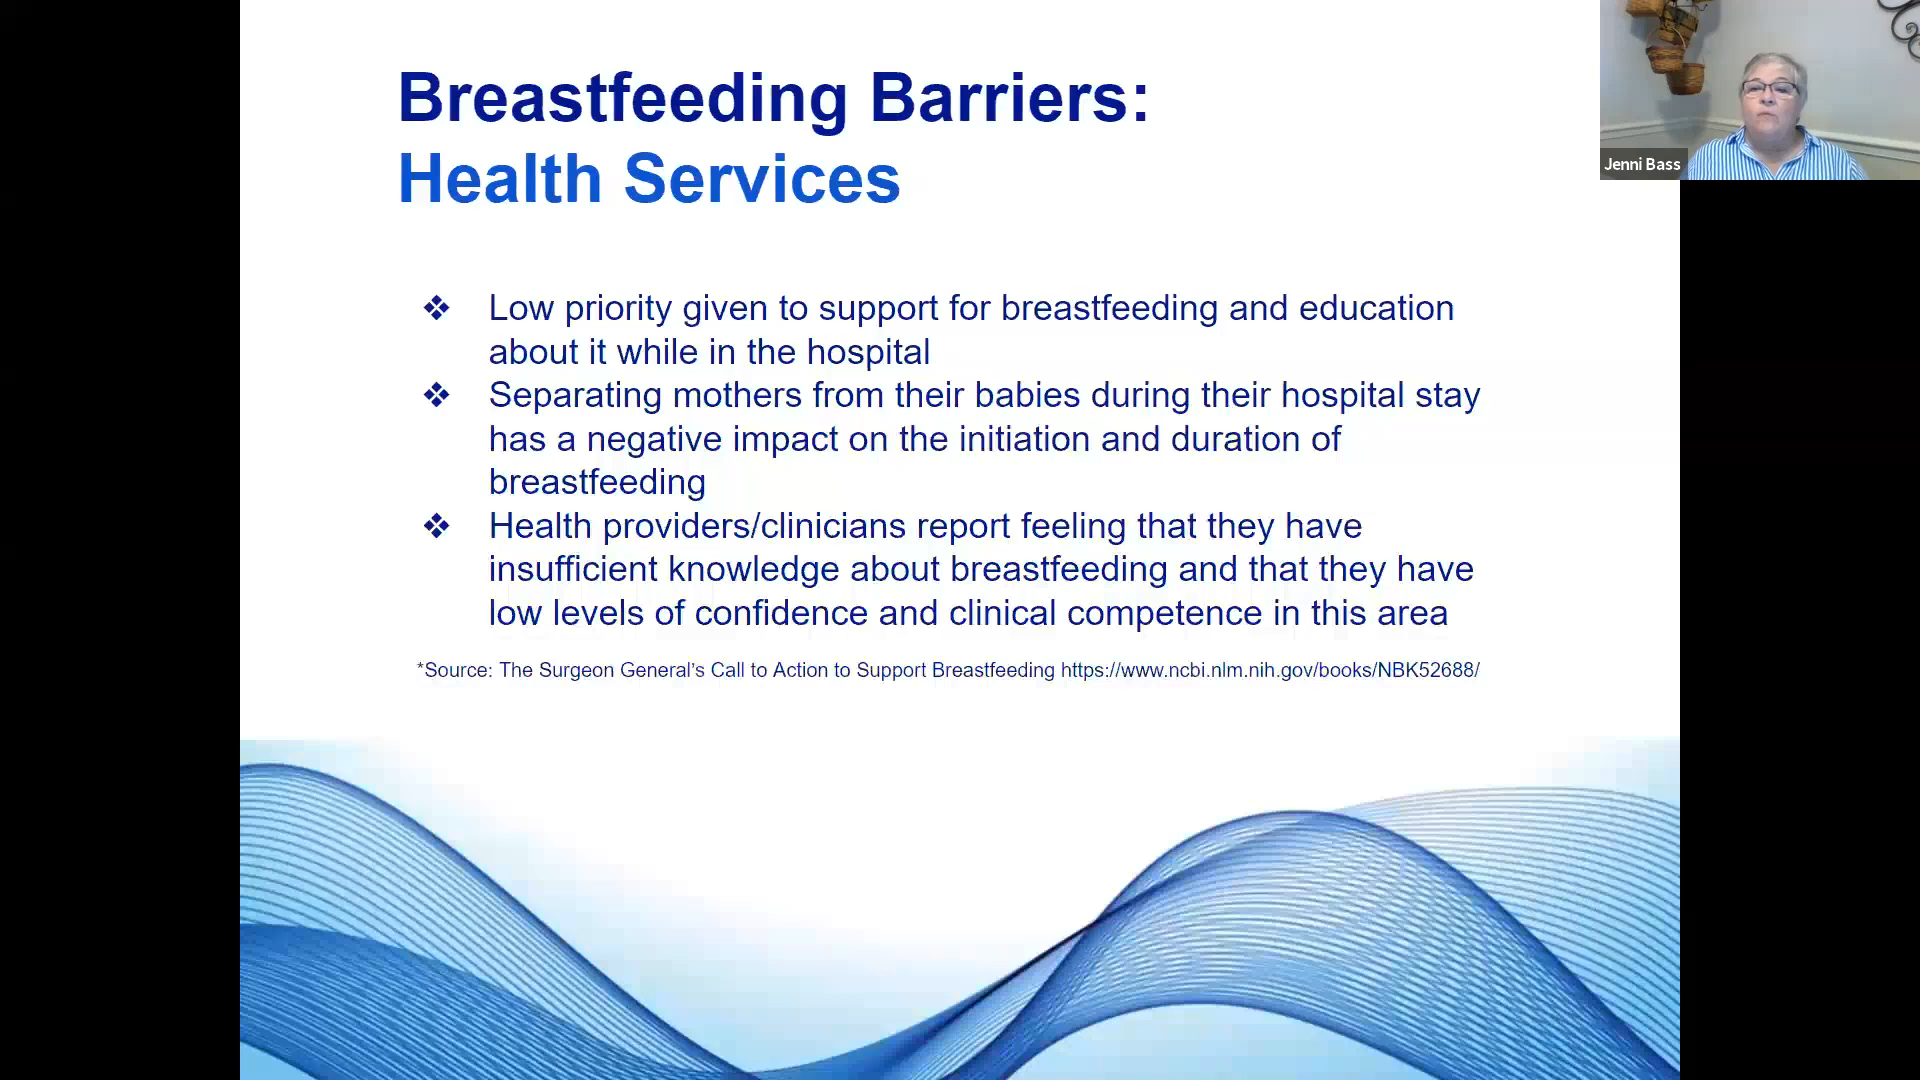 Breastfeeding Barriers:
Health Services
Jenni Bass
❖ Low priority given to support for breastfeeding and education
about it while in the hospital
❖ Separating mothers from their babies during their hospital stay
has a negative impact on the initiation and duration of
breastfeeding
❖ Health providers/clinicians report feeling that they have
insufficient knowledge about breastfeeding and that they have
low levels of confidence and clinical competence in this area
*Source: The Surgeon General’s Call to Action to Support Breastfeeding https://www.ncbi.nlm.nih.gov/books/NBK52688/